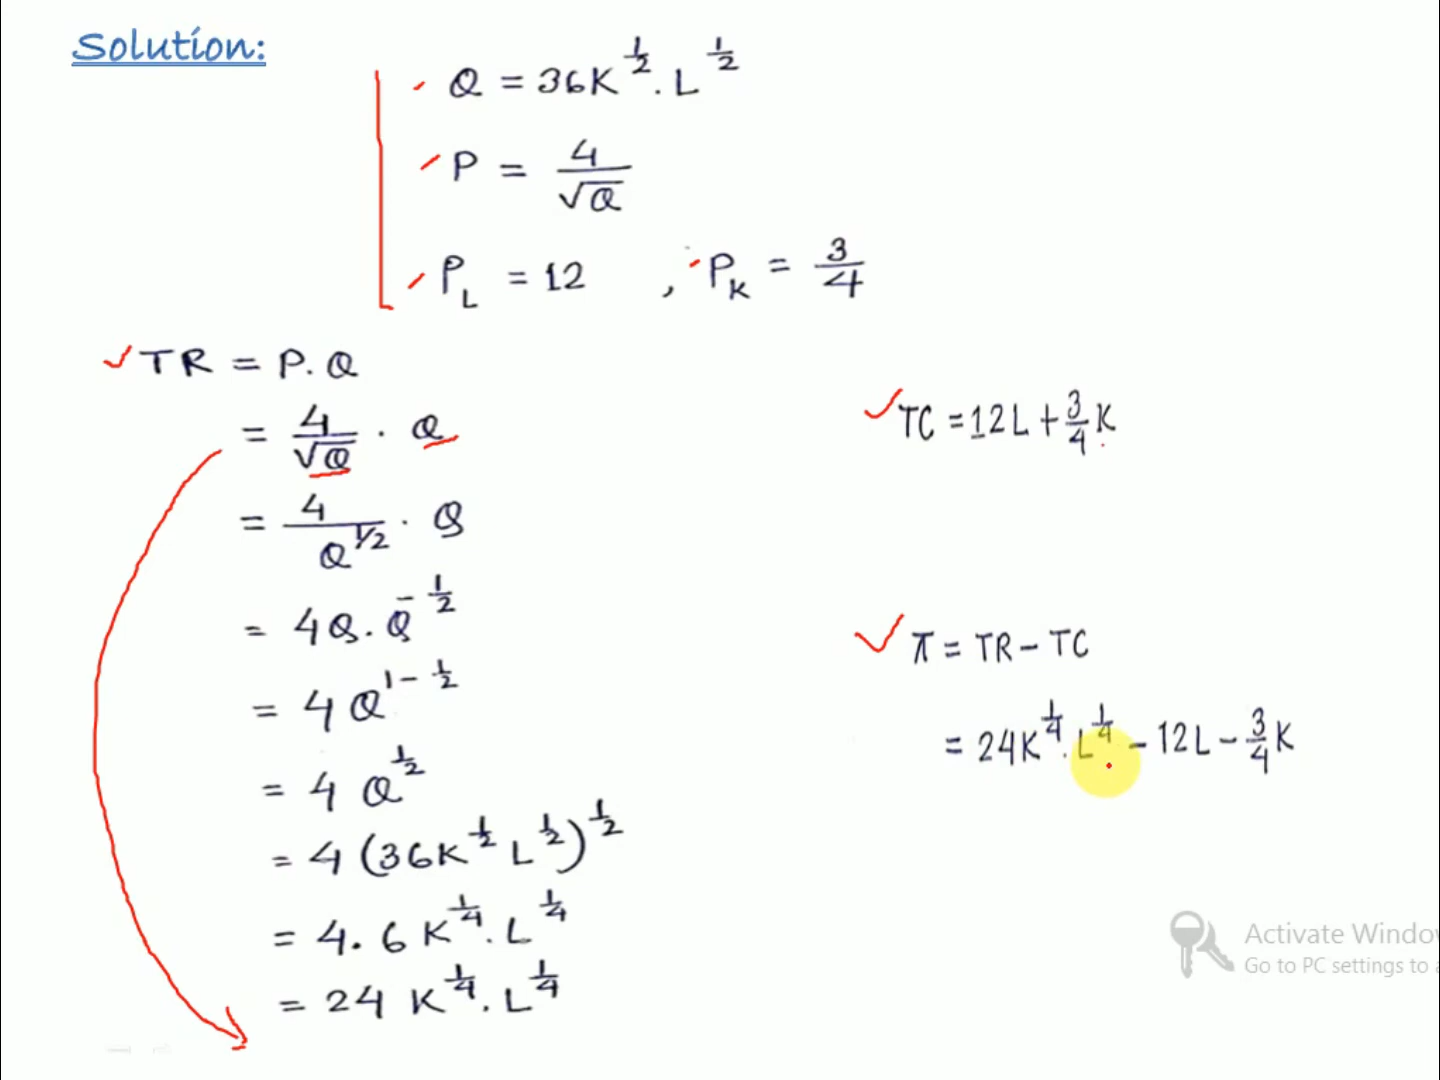 Solution:
Q = 36K^{1/2} . L^{1/2}
P = 4/√Q
P_L = 12 , P_K = 3/4
TR = P. Q
= 4/√Q . Q
= 4/Q^{1/2} . Q
= 4Q. Q^{-1/2}
= 4 Q^{1-1/2}
= 4 Q^{1/2}
= 4 (36K^{1/2} L^{1/2})^{1/2}
= 4. 6 K^{1/4} . L^{1/4}
= 24 K^{1/4} . L^{1/4}
TC = 12L + 3/4 K
π = TR - TC
= 24K^{1/4} . L^{1/4} - 12L - 3/4 K
Activate Windo
Go to PC settings to a